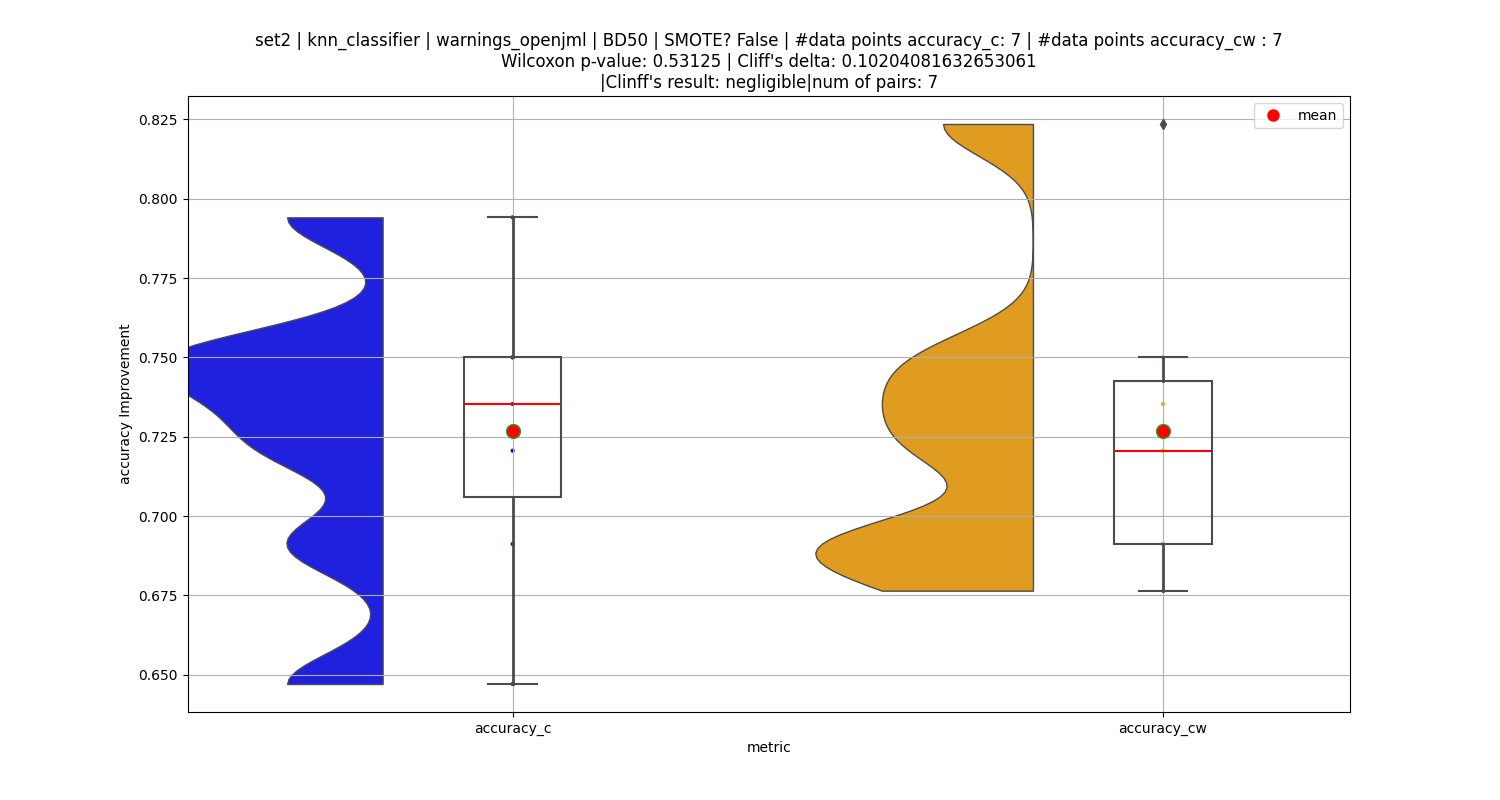 set2 | knn_classifier | warnings_openjml | BD50 | SMOTE? False | #data points accuracy_c: 7 | #data points accuracy_cw : 7
Wilcoxon p-value: 0.53125 | Cliff's delta: 0.10204081632653061
|Clinff's result: negligible|num of pairs: 7
mean
0.825
0.800
0.775
0.750
0.725
0.700
0.675
0.650
accuracy Improvement
accuracy_c
accuracy_cw
metric